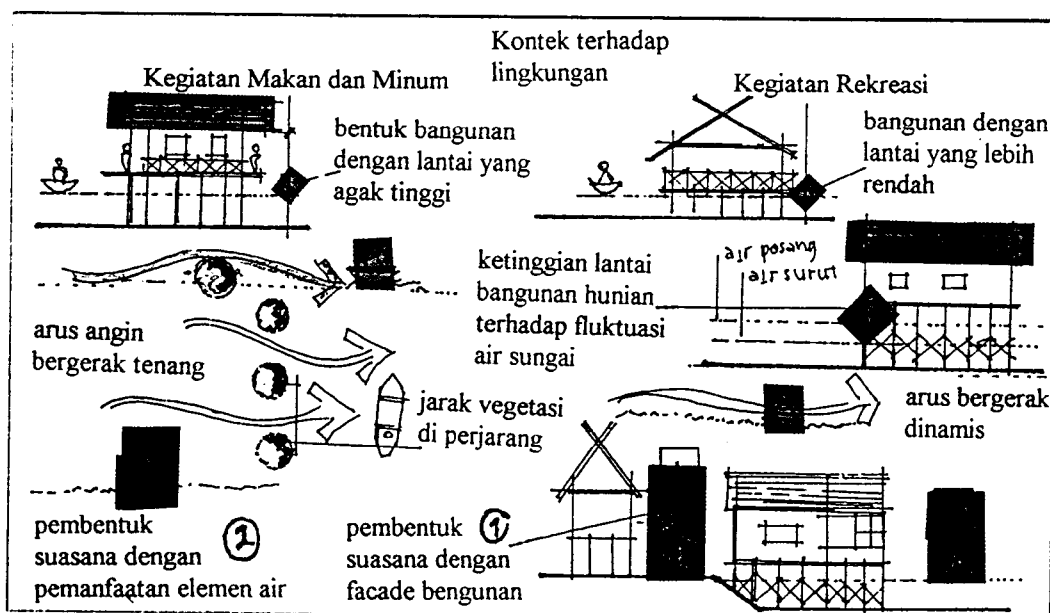 Kontek terhadap
lingkungan
Kegiatan Makan dan Minum
Kegiatan Rekreasi
bentuk bangunan
dengan lantai yang
agak tinggi
bangunan dengan
lantai yang lebih
rendah
arus angin
bergerak tenang
ketinggian lantai
bangunan hunian
terhadap fluktuasi
air sungai
air posang
air surut
jarak vegetasi
di perjarang
arus bergerak
dinamis
pembentuk
suasana dengan
pemanfaatan elemen air
2
pembentuk 1
suasana dengan
facade bengunan